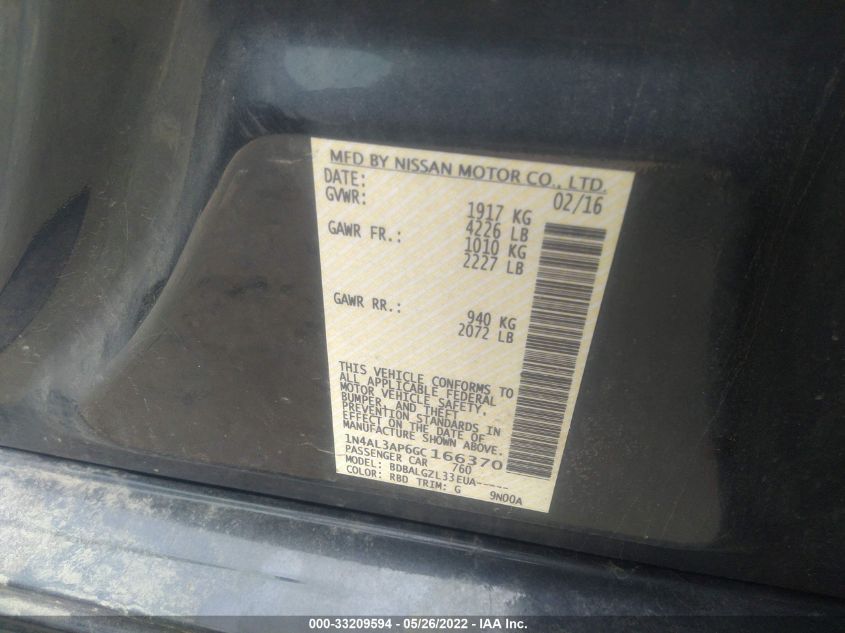 MFD BY NISSAN MOTOR CO., LTD.
DATE: 02/16
GVWR: 1917 KG
4226 LB
GAWR FR.: 1010 KG
2227 LB
GAWR RR.: 940 KG
2072 LB
THIS VEHICLE CONFORMS TO
ALL APPLICABLE FEDERAL
MOTOR VEHICLE SAFETY,
BUMPER, AND THEFT
PREVENTION STANDARDS IN
EFFECT ON THE DATE OF
MANUFACTURE SHOWN ABOVE.
1N4AL3AP6GC166370
PASSENGER CAR 760
MODEL: BDBALGZL33EUA-----
COLOR: RBD TRIM: G 9N00A
000-33209594 - 05/26/2022 - IAA Inc.